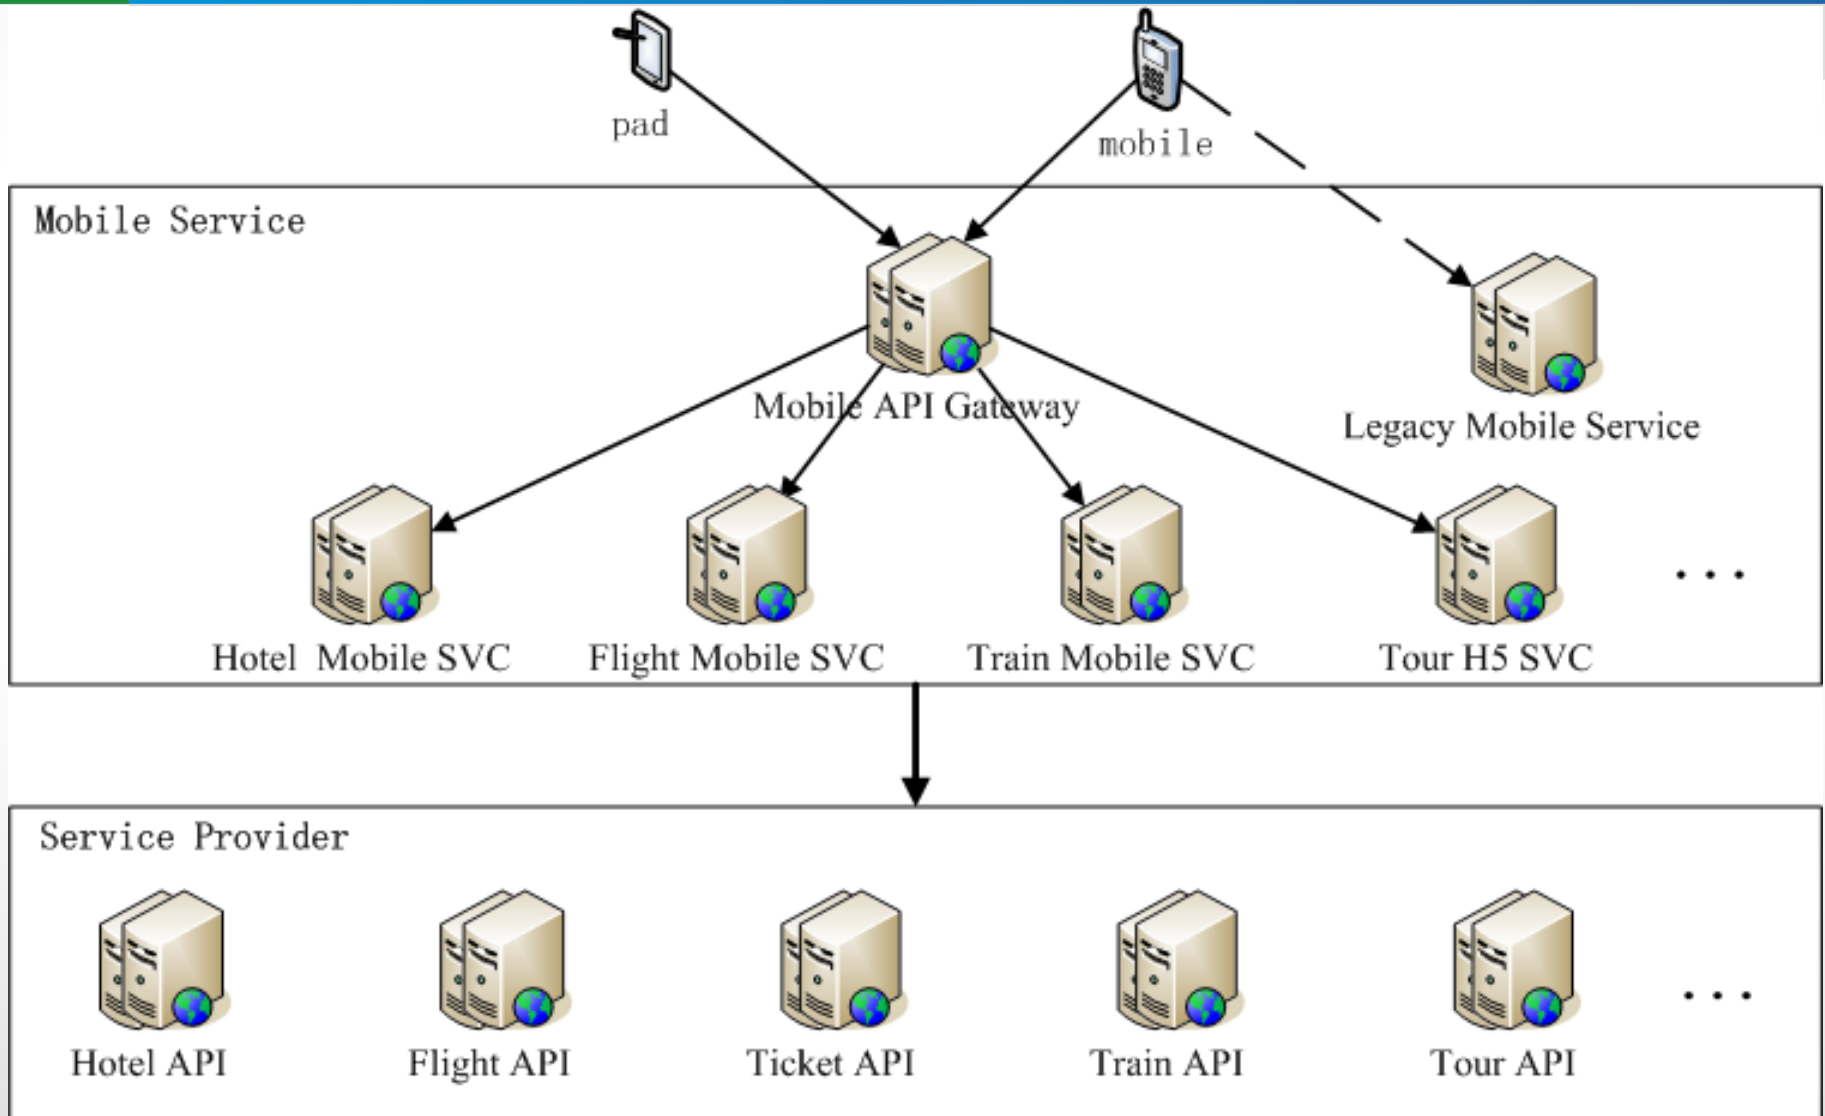 pad
mobile
Mobile Service
Mobile API Gateway
Legacy Mobile Service
Hotel Mobile SVC
Flight Mobile SVC
Train Mobile SVC
Tour H5 SVC
...
Service Provider
Hotel API
Flight API
Ticket API
Train API
Tour API
...